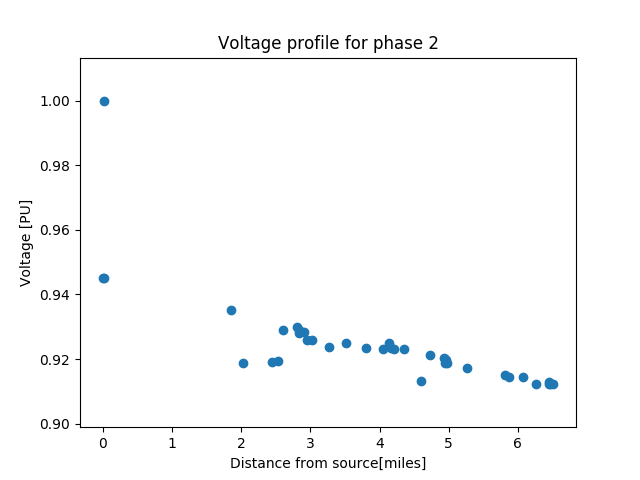 Voltage profile for phase 2
1.00
0.98
0.96
0.94
0.92
0.90
Voltage [PU]
0 1 2 3 4 5 6
Distance from source[miles]